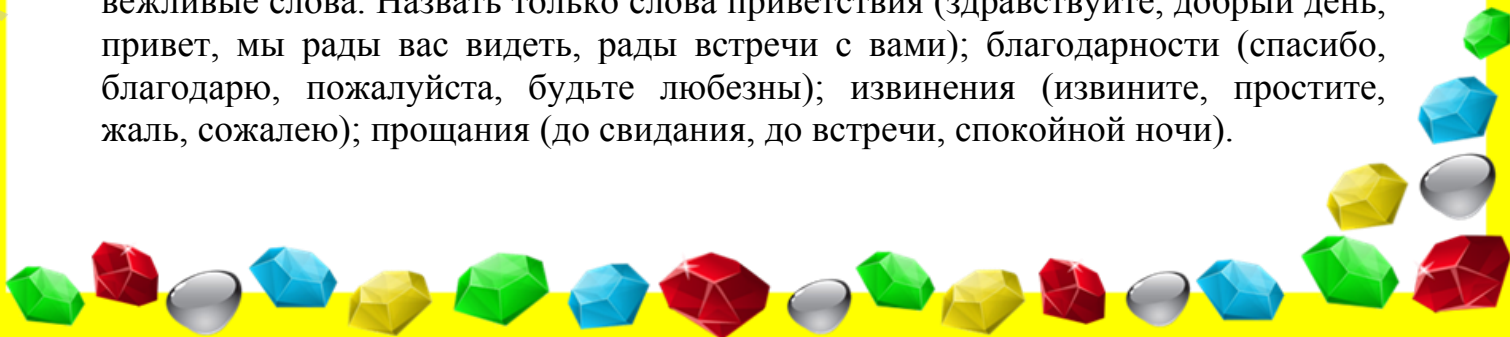 вежливые слова. Назвать только слова приветствия (здравствуйте, добрый день,
привет, мы рады вас видеть, рады встречи с вами); благодарности (спасибо,
благодарю, пожалуйста, будьте любезны); извинения (извините, простите,
жаль, сожалею); прощания (до свидания, до встречи, спокойной ночи).